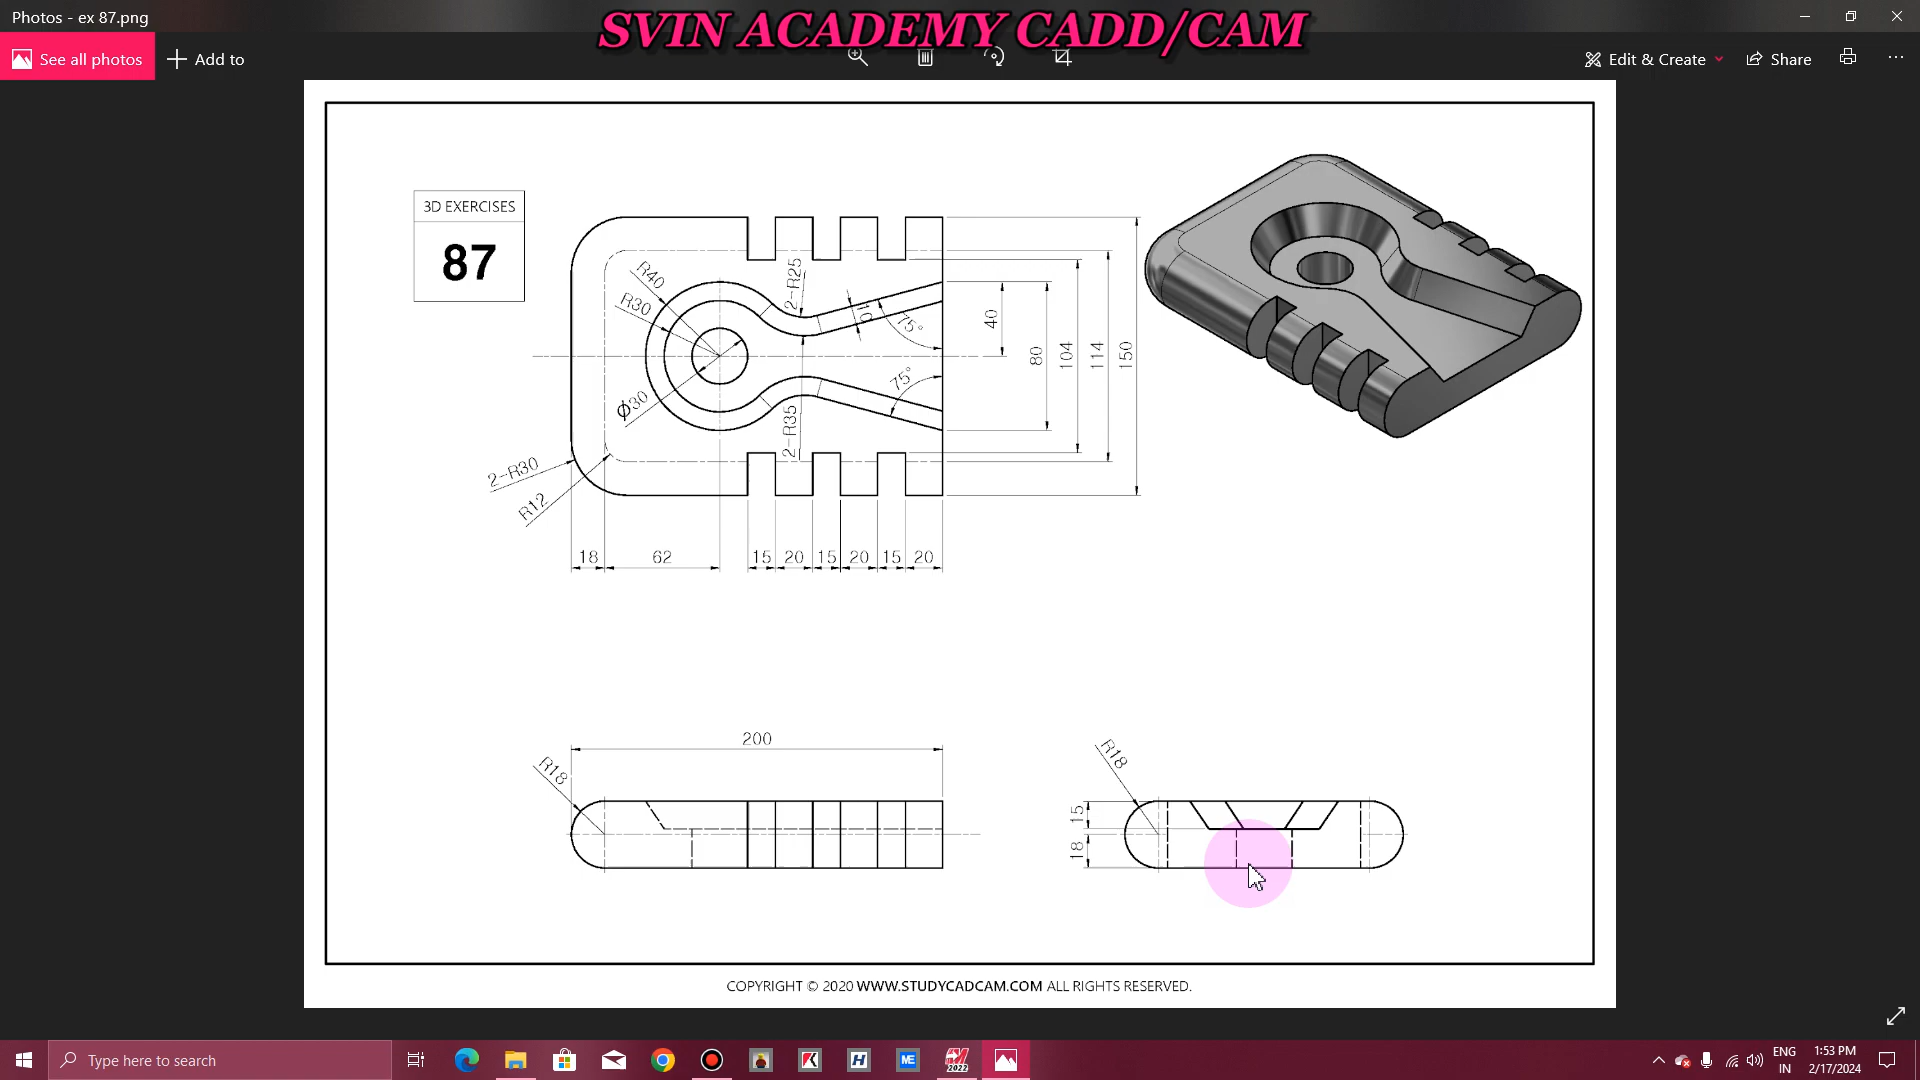 Photos - ex 87.png
SVIN ACADEMY CADD/CAM
See all photos
Add to
Edit & Create
Share
3D EXERCISES
87
R40
R30
2-R25
10
75°
40
80
104
114
150
Ø30
75°
2-R35
2-R30
R12
18
62
15
20
15
20
15
20
200
R18
R18
15
18
COPYRIGHT © 2020 WWW.STUDYCADCAM.COM ALL RIGHTS RESERVED.
Type here to search
K
H
ME
2022
ENG
IN
1:53 PM
2/17/2024